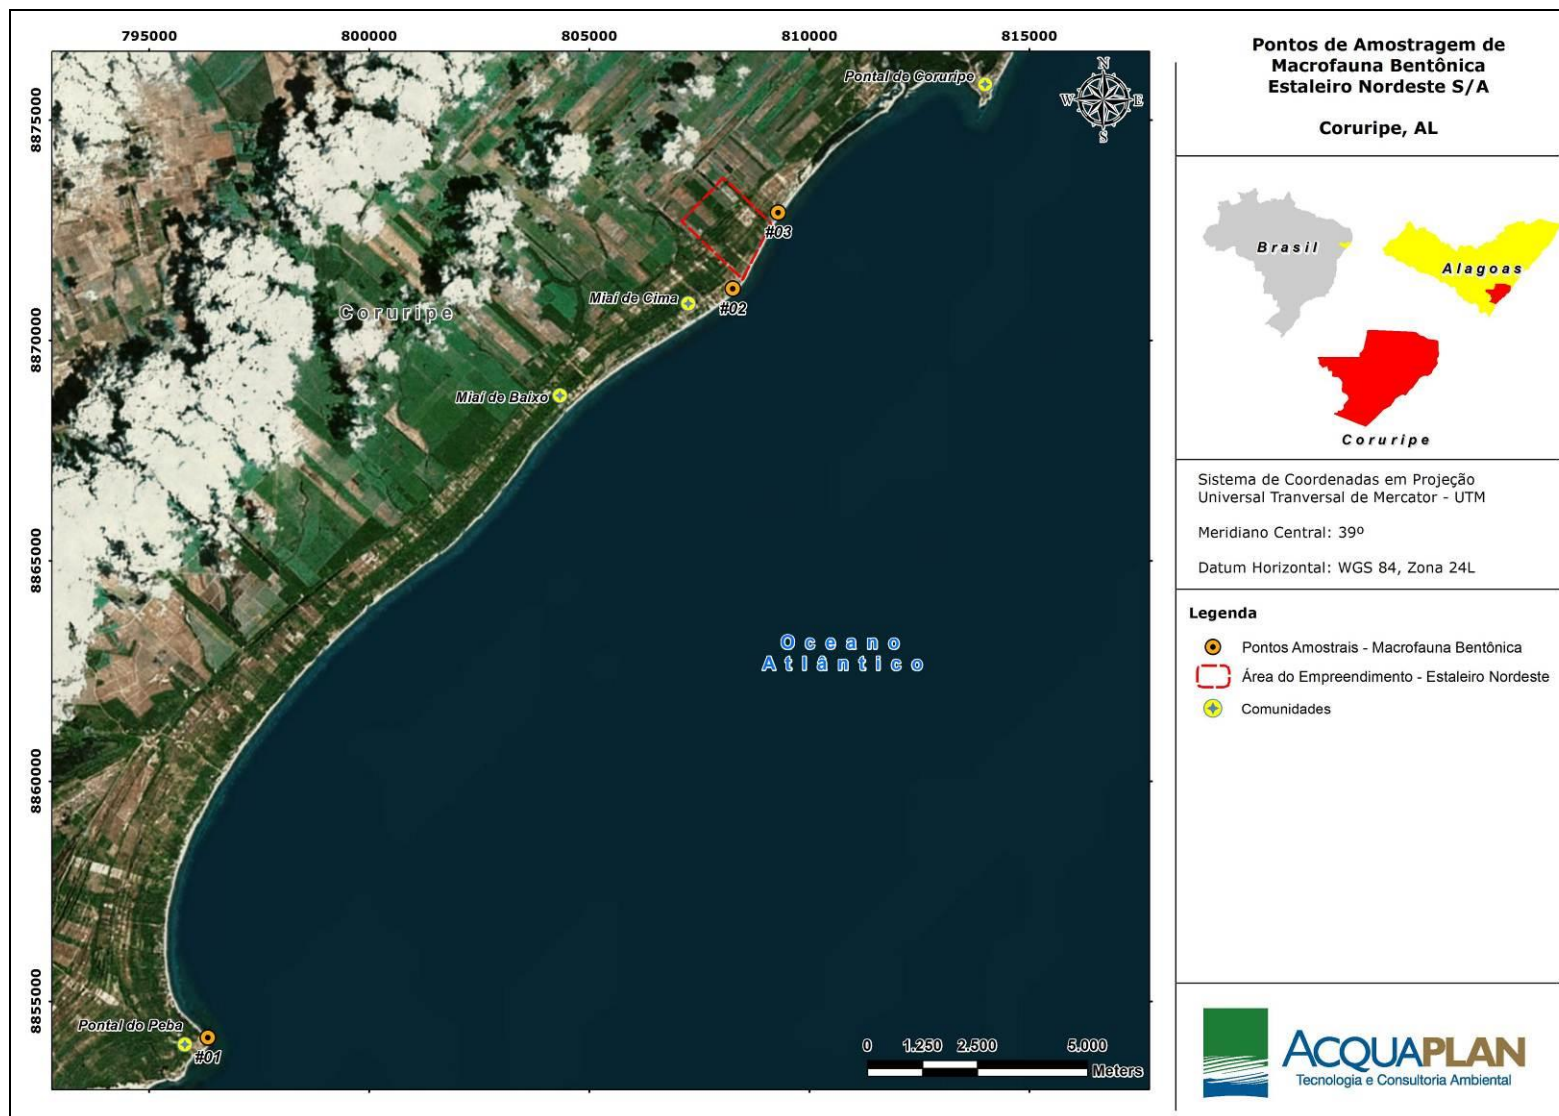 795000 800000 805000 810000 815000
8875000
8870000
8865000
8860000
8855000
Pontal de Coruripe
N
W E
S
#03
Miaí de Cima
#02
Coruripe
Miaí de Baixo
Oceano
Atlântico
Pontal do Peba
#01
0 1.250 2.500 5.000
Meters
Pontos de Amostragem de
Macrofauna Bentônica
Estaleiro Nordeste S/A
Coruripe, AL
Brasil
Alagoas
Coruripe
Sistema de Coordenadas em Projeção
Universal Tranversal de Mercator - UTM
Meridiano Central: 39º
Datum Horizontal: WGS 84, Zona 24L
Legenda
Pontos Amostrais - Macrofauna Bentônica
Área do Empreendimento - Estaleiro Nordeste
Comunidades
ACQUAPLAN
Tecnologia e Consultoria Ambiental